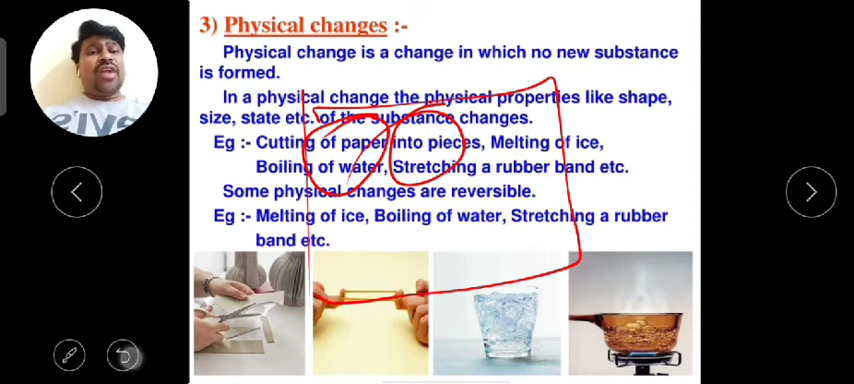 3) Physical changes :-
Physical change is a change in which no new substance
is formed.
In a physical change the physical properties like shape,
size, state etc. of the substance changes.
Eg :- Cutting of paper into pieces, Melting of ice,
Boiling of water, Stretching a rubber band etc.
Some physical changes are reversible.
Eg :- Melting of ice, Boiling of water, Stretching a rubber
band etc.